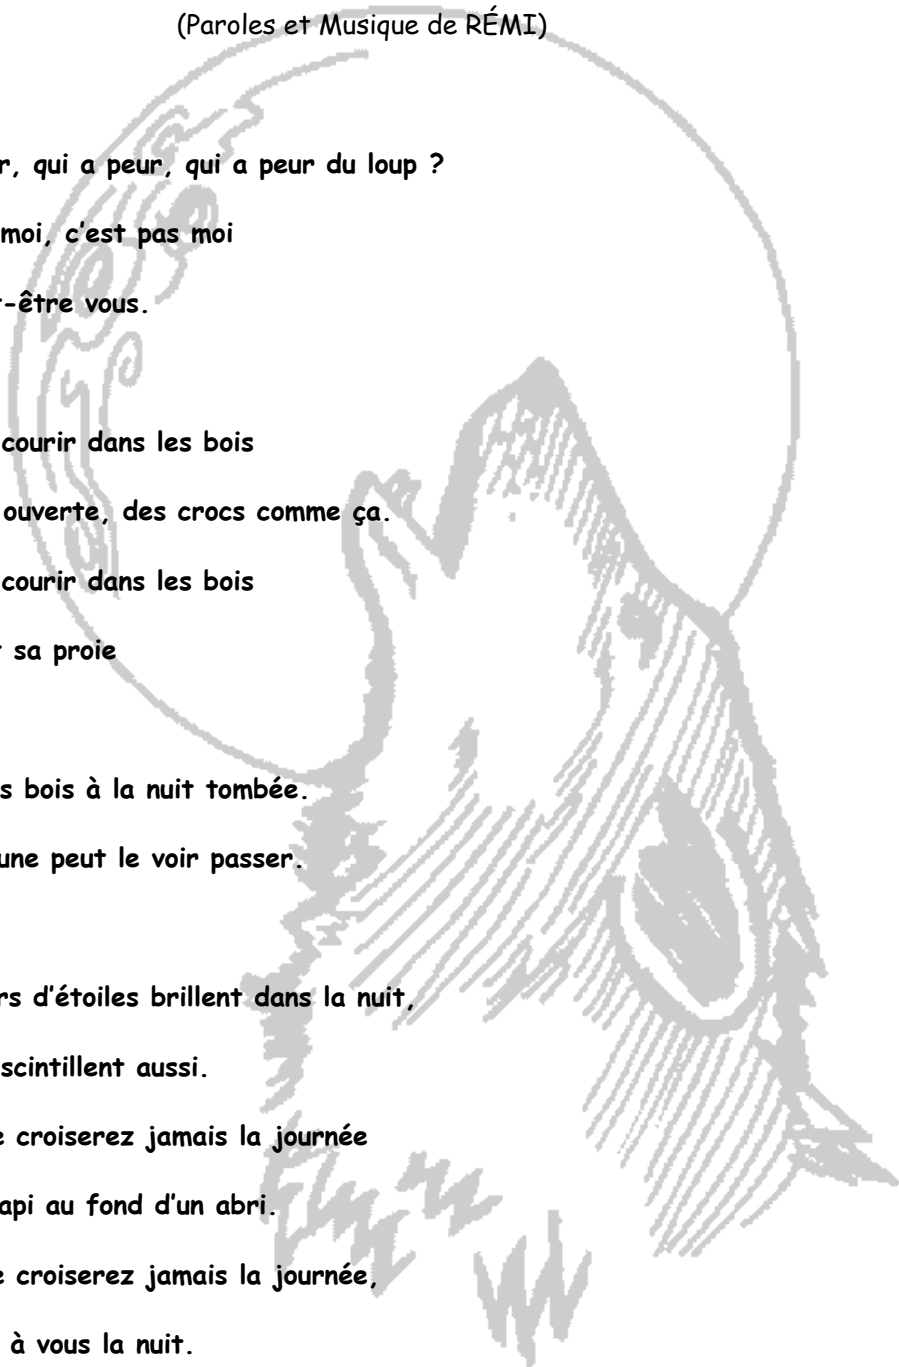 (Paroles et Musique de RÉMI)
r, qui a peur, qui a peur du loup ?
moi, c'est pas moi
-être vous.
courir dans les bois
ouverte, des crocs comme ça.
courir dans les bois
sa proie
s bois à la nuit tombée.
une peut le voir passer.
rs d'étoiles brillent dans la nuit,
scintillent aussi.
e croiserez jamais la journée
api au fond d'un abri.
e croiserez jamais la journée,
à vous la nuit.